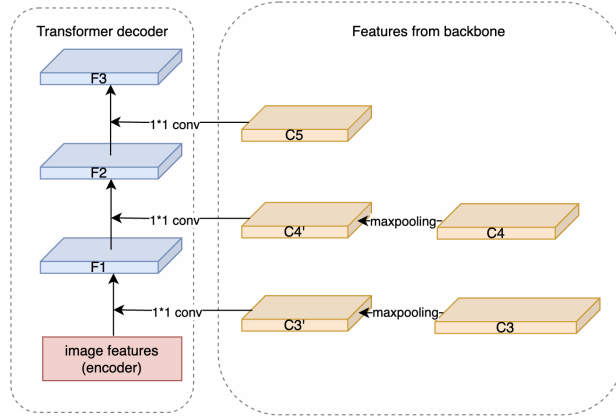 Transformer decoder
Features from backbone
F3
1*1 conv
C5
F2
1*1 conv
C4'
maxpooling
C4
F1
1*1 conv
C3'
maxpooling
C3
image features
(encoder)